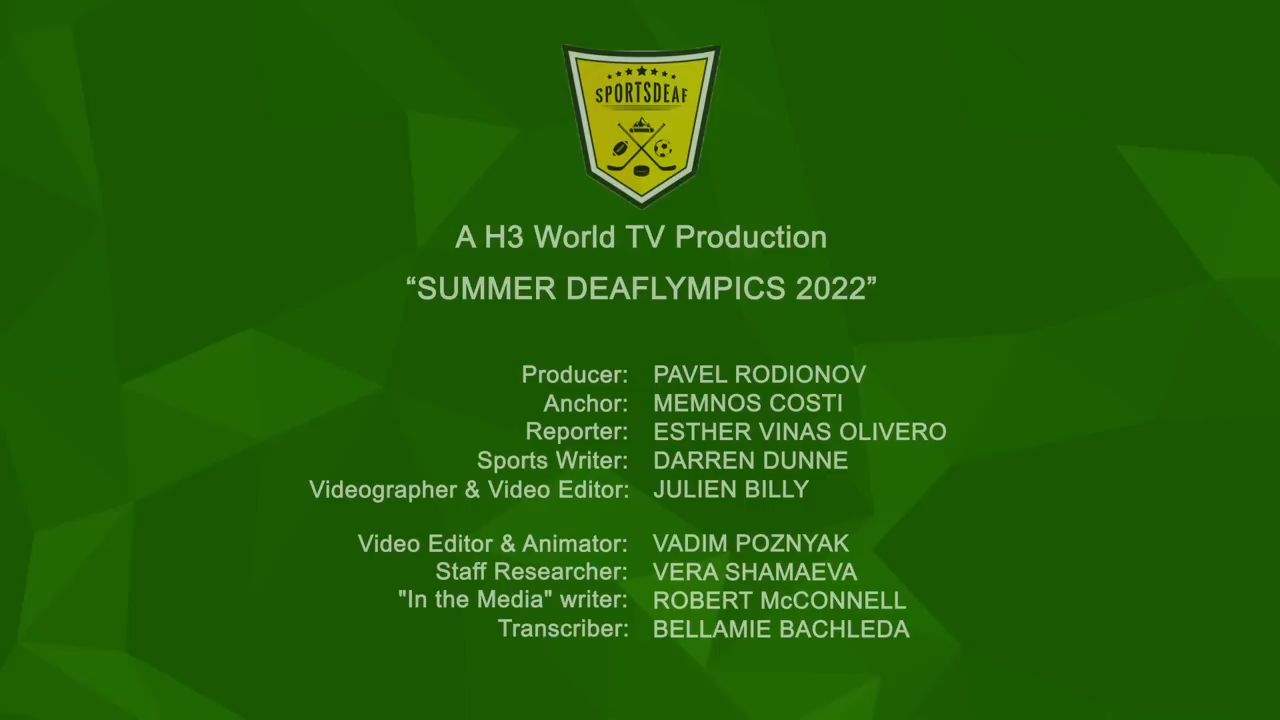 SPORTSDEAF
A H3 World TV Production
“SUMMER DEAFLYMPICS 2022”
Producer: PAVEL RODIONOV
Anchor: MEMNOS COSTI
Reporter: ESTHER VINAS OLIVERO
Sports Writer: DARREN DUNNE
Videographer & Video Editor: JULIEN BILLY
Video Editor & Animator: VADIM POZNYAK
Staff Researcher: VERA SHAMAEVA
"In the Media" writer: ROBERT McCONNELL
Transcriber: BELLAMIE BACHLEDA